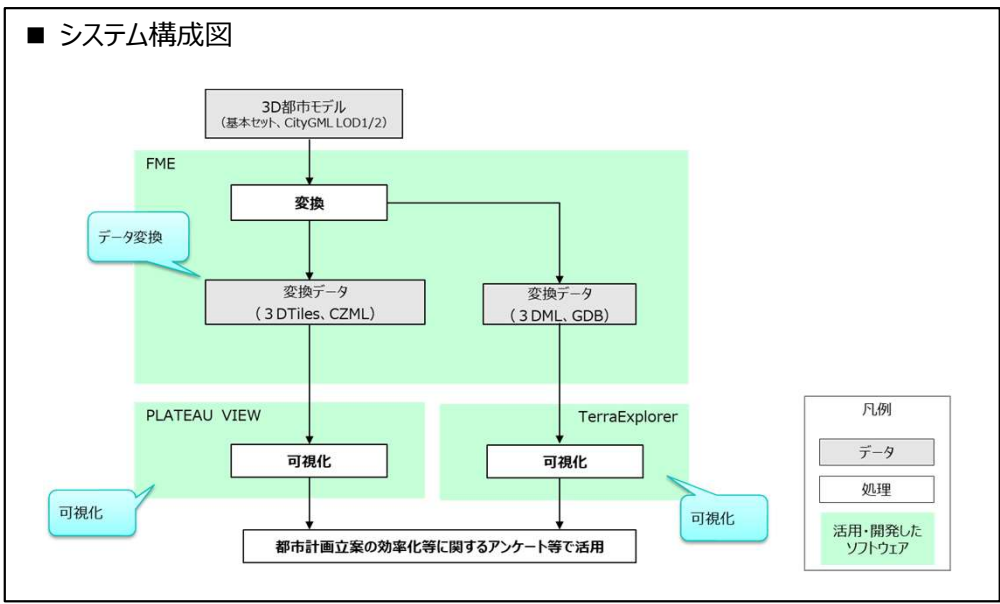 ■ システム構成図
3D都市モデル
（基本セット、CityGML LOD1/2）
FME
変換
データ変換
変換データ
（３DTiles、CZML）
変換データ
（３DML、GDB）
PLATEAU VIEW
TerraExplorer
可視化
可視化
可視化
可視化
都市計画立案の効率化等に関するアンケート等で活用
凡例
データ
処理
活用・開発した
ソフトウェア